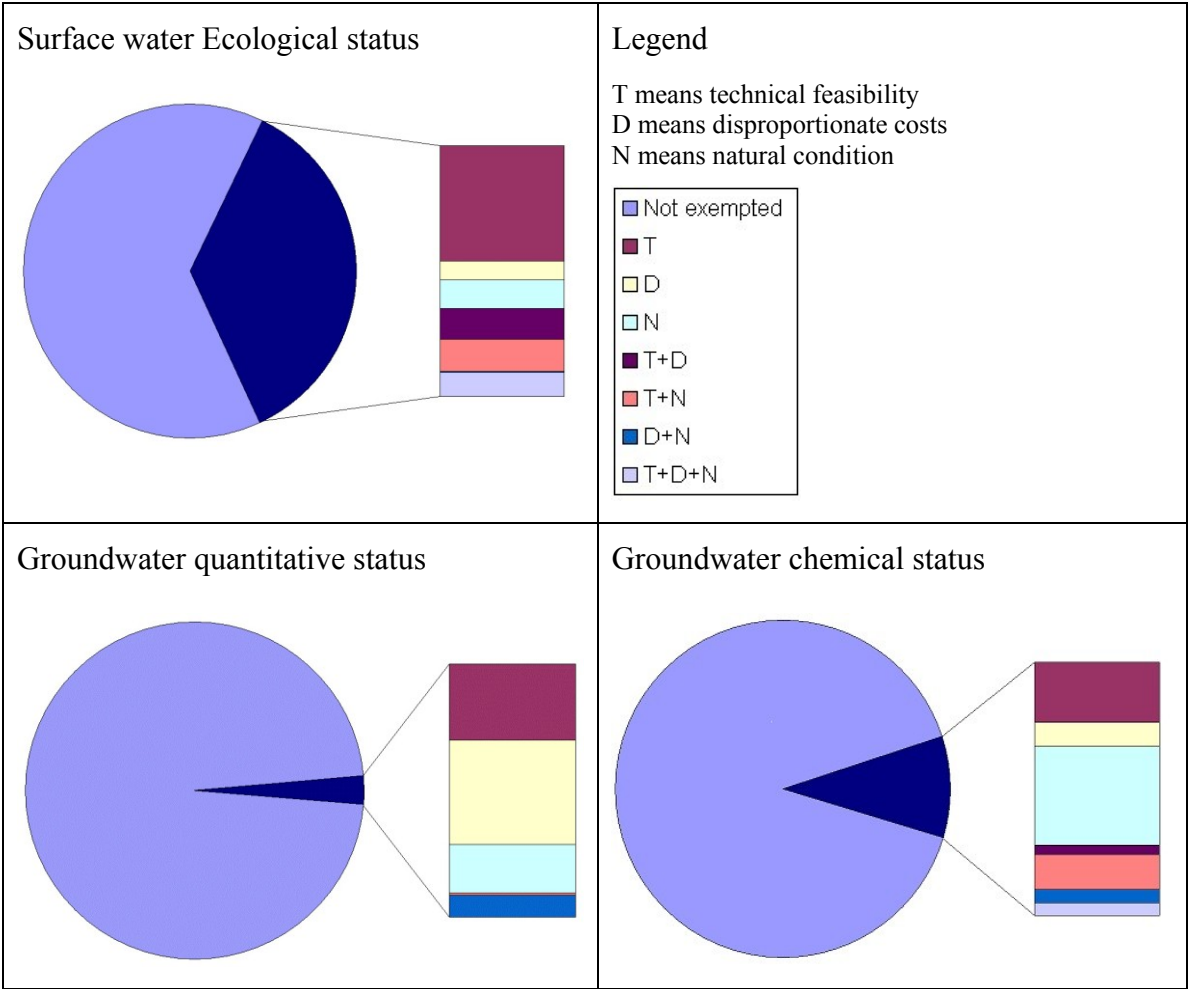 Surface water Ecological status
Legend
T means technical feasibility
D means disproportionate costs
N means natural condition
Not exempted
T
D
N
T+D
T+N
D+N
T+D+N
Groundwater quantitative status
Groundwater chemical status